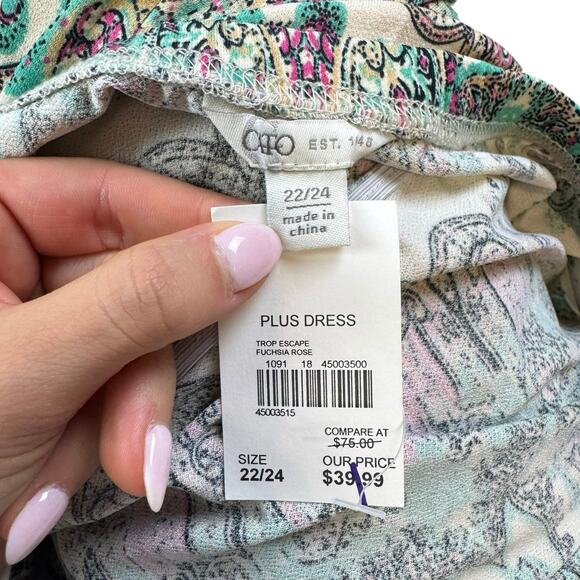 CATO EST. 1946
22/24
made in
china
PLUS DRESS
TROP ESCAPE
FUCHSIA ROSE
1091 18 45003500
45003515
COMPARE AT
$75.00
SIZE OUR PRICE
22/24 $39.99